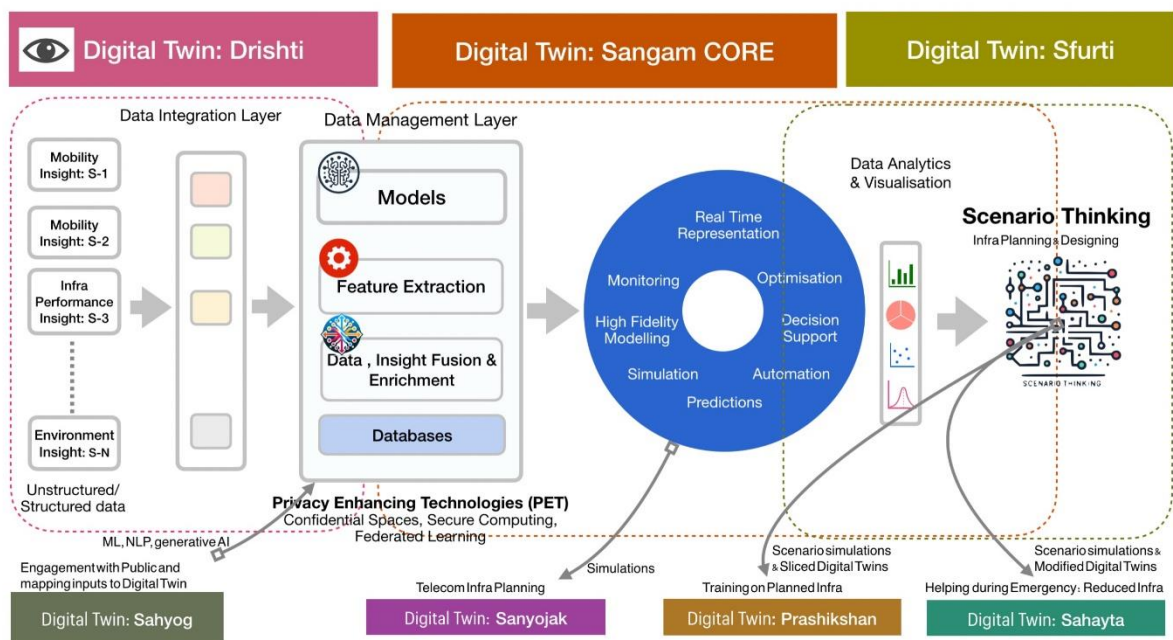 Digital Twin: Drishti
Digital Twin: Sangam CORE
Digital Twin: Sfurti
Data Integration Layer
Mobility
Insight: S-1
Mobility
Insight: S-2
Infra
Performance
Insight: S-3
Environment
Insight: S-N
Unstructured/
Structured data
Data Management Layer
Models
Feature Extraction
Data , Insight Fusion &
Enrichment
Databases
Privacy Enhancing Technologies (PET)
Confidential Spaces, Secure Computing,
Federated Learning
Real Time
Representation
Monitoring
Optimisation
High Fidelity
Modelling
Decision
Support
Simulation
Automation
Predictions
Data Analytics
& Visualisation
Scenario Thinking
Infra Planning & Designing
SCENARIO THINKING
ML, NLP, generative AI
Engagement with Public and
mapping inputs to Digital Twin
Digital Twin: Sahyog
Simulations
Telecom Infra Planning
Digital Twin: Sanyojak
Scenario simulations
& Sliced Digital Twins
Training on Planned Infra
Digital Twin: Prashikshan
Scenario simulations &
Modified Digital Twins
Helping during Emergency: Reduced Infra
Digital Twin: Sahayta